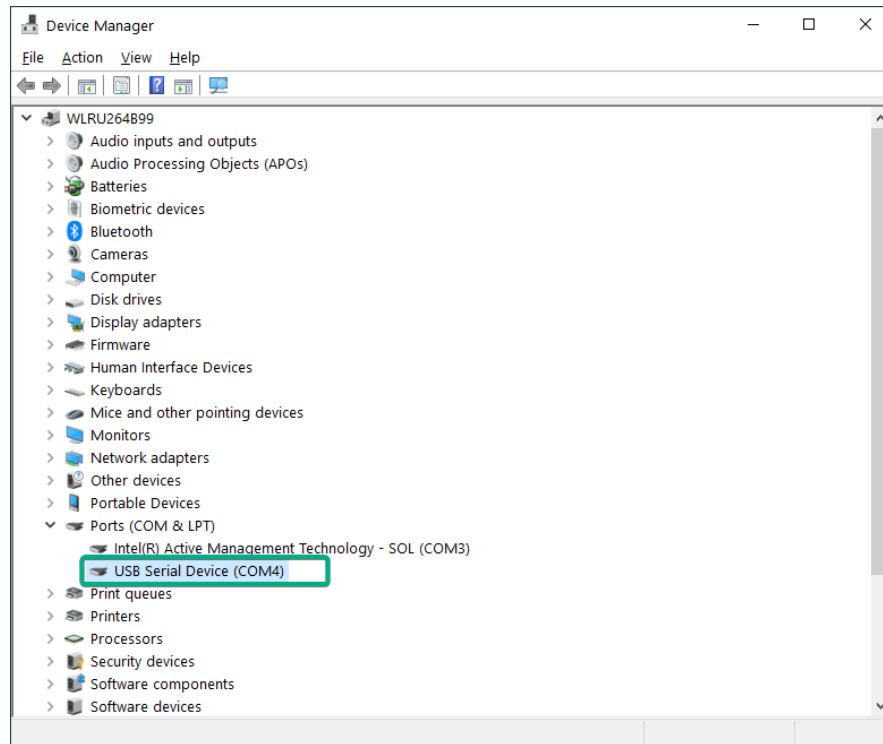 Device Manager
File Action View Help
WLRU264B99
Audio inputs and outputs
Audio Processing Objects (APOs)
Batteries
Biometric devices
Bluetooth
Cameras
Computer
Disk drives
Display adapters
Firmware
Human Interface Devices
Keyboards
Mice and other pointing devices
Monitors
Network adapters
Other devices
Portable Devices
Ports (COM & LPT)
Intel(R) Active Management Technology - SOL (COM3)
USB Serial Device (COM4)
Print queues
Printers
Processors
Security devices
Software components
Software devices